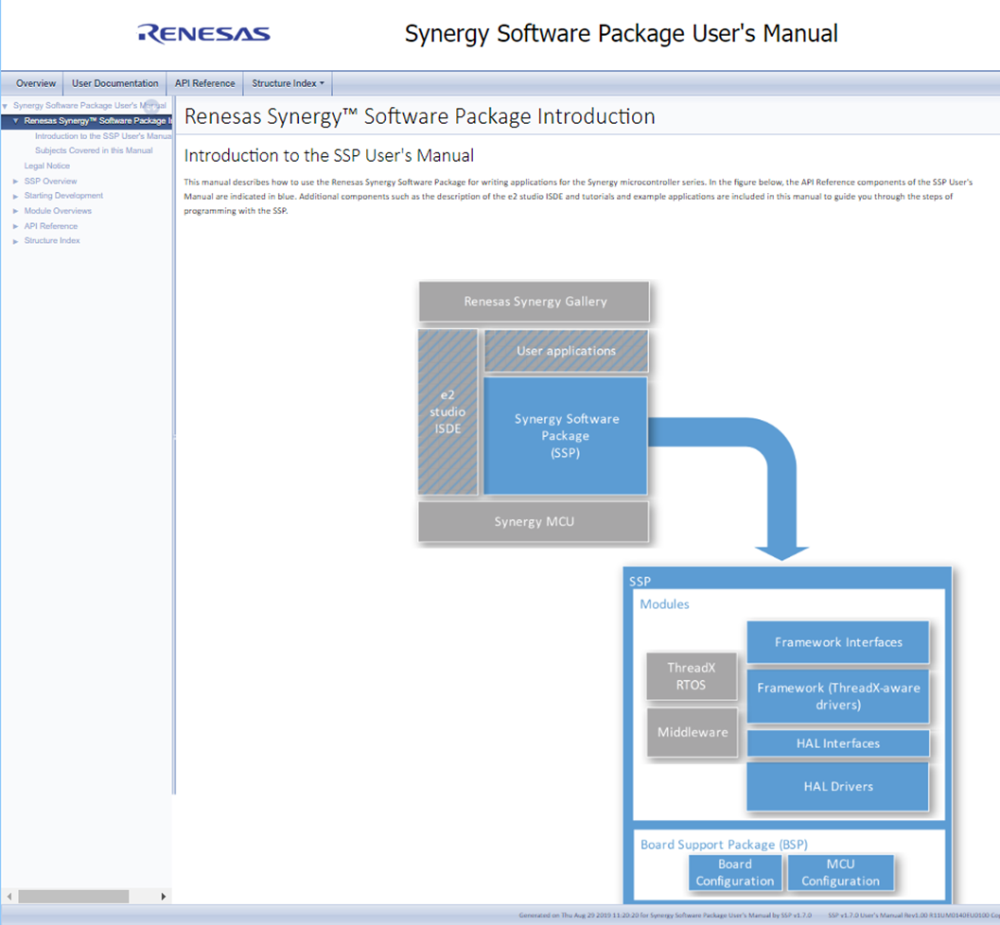 RENESAS
Synergy Software Package User's Manual
Overview
User Documentation
API Reference
Structure Index
Synergy Software Package User's Manual
Renesas Synergy™ Software Package
Introduction to the SSP User's Manua
Subjects Covered in this Manual
Legal Notice
SSP Overview
Starting Development
Module Overviews
API Reference
Structure Index
Renesas Synergy™ Software Package Introduction
Introduction to the SSP User's Manual
This manual describes how to use the Renesas Synergy Software Package for writing applications for the Synergy microcontroller series. In the figure below, the API Reference components of the SSP User's
Manual are indicated in blue. Additional components such as the description of the e2 studio ISDE and tutorials and example applications are included in this manual to guide you through the steps of
programming with the SSP.
Renesas Synergy Gallery
User applications
e2
studio
ISDE
Synergy Software
Package
(SSP)
Synergy MCU
SSP
Modules
ThreadX
RTOS
Middleware
Framework Interfaces
Framework (ThreadX-aware
drivers)
HAL Interfaces
HAL Drivers
Board Support Package (BSP)
Board
Configuration
MCU
Configuration
Generated on Thu Aug 29 2019 11:20:20 for Synergy Software Package User's Manual by SSP v1.7.0
SSP v1.7.0 User's Manual Rev1.00 R11UM0140EU0100 Cop